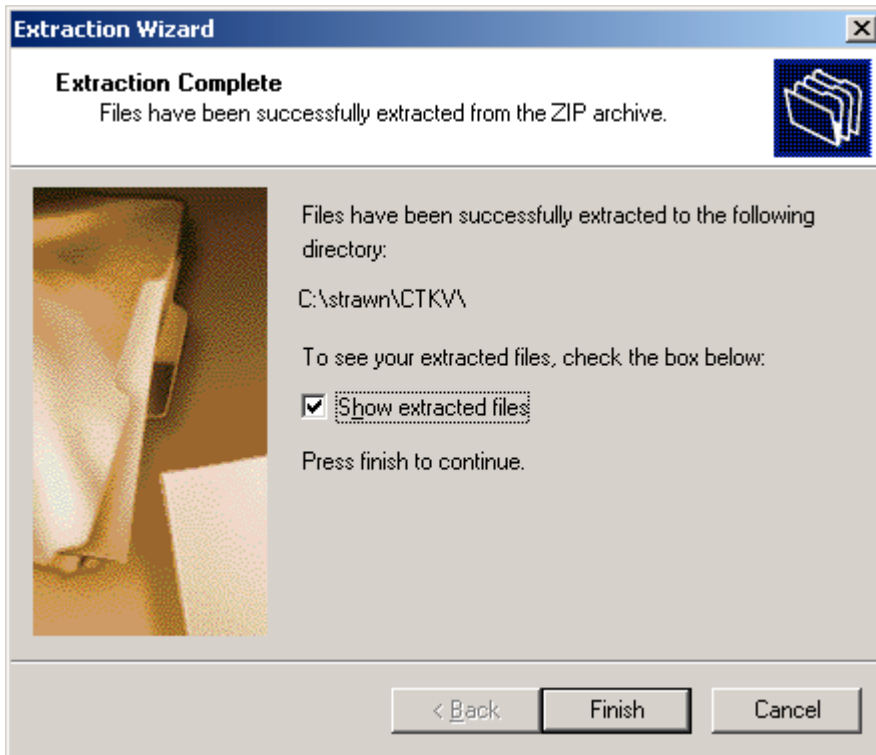 Extraction Wizard
Extraction Complete
Files have been successfully extracted from the ZIP archive.
Files have been successfully extracted to the following
directory:
C:\strawn\CTKV\
To see your extracted files, check the box below:
Show extracted files
Press finish to continue.
< Back
Finish
Cancel